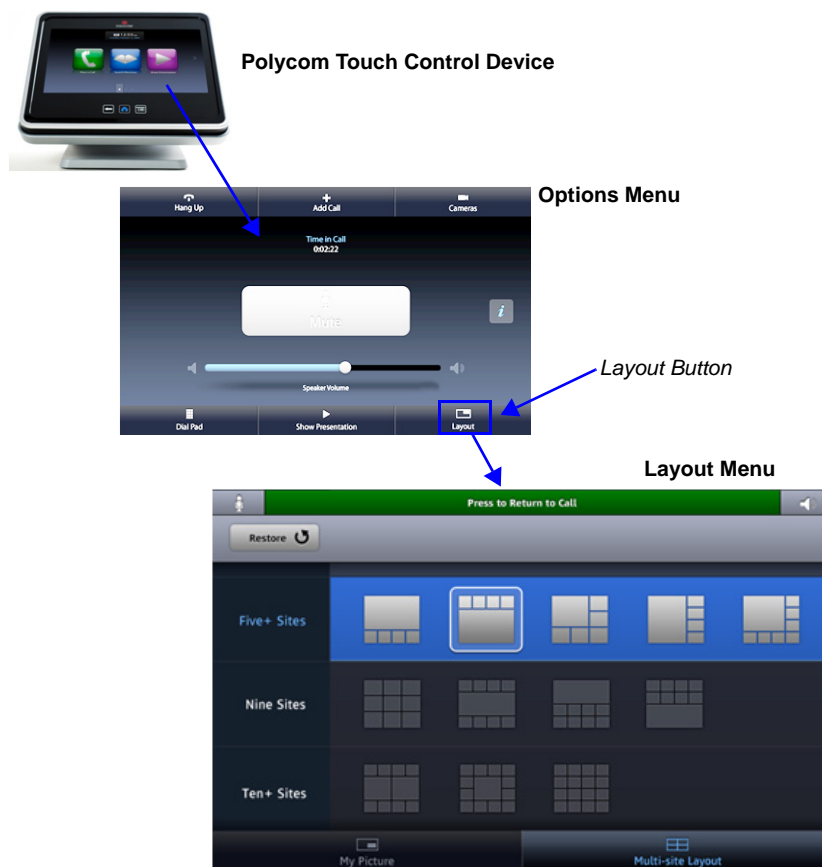 Polycom Touch Control Device
Options Menu
Hang Up
Add Call
Cameras
Time in Call
0:02:22
Mute
i
Speaker Volume
Layout Button
Dial Pad
Show Presentation
Layout
Layout Menu
Press to Return to Call
Restore
Five+ Sites
Nine Sites
Ten+ Sites
My Picture
Multi-site Layout